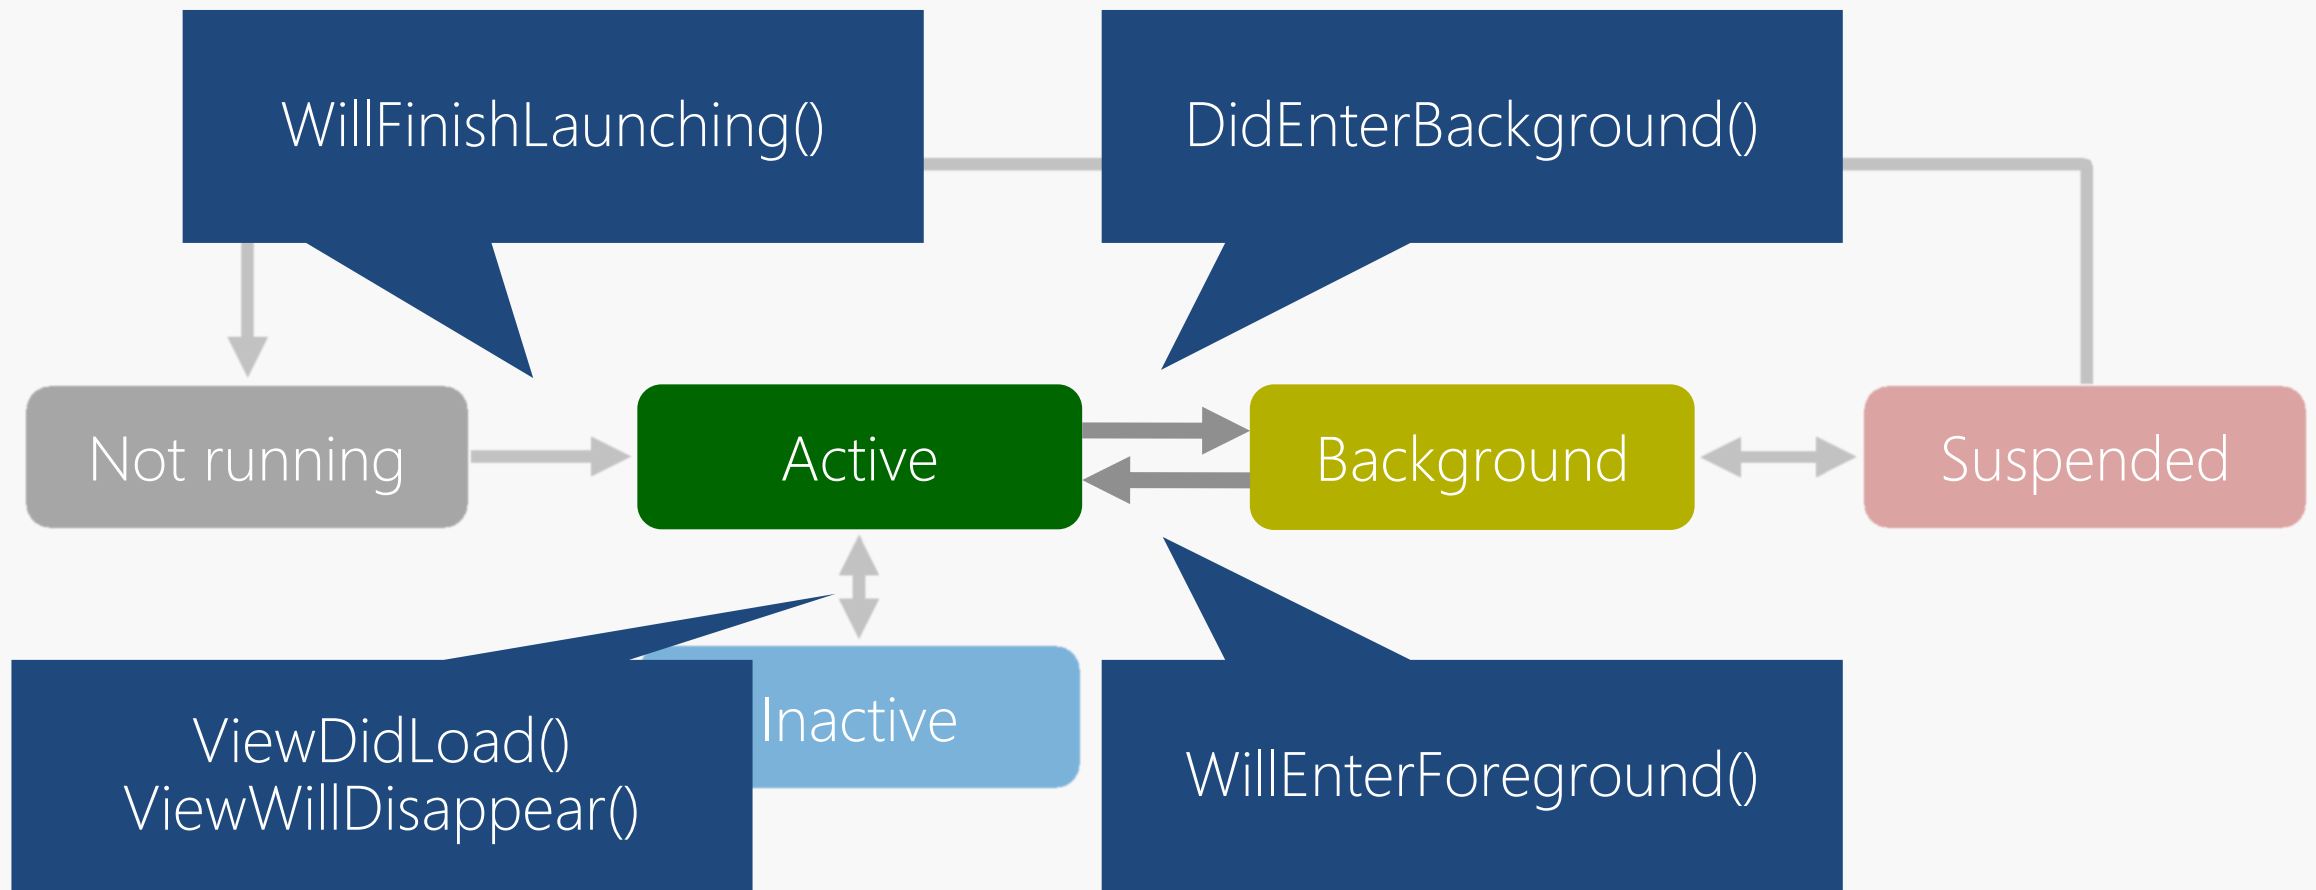 WillFinishLaunching()
DidEnterBackground()
Not running
Active
Background
Suspended
Inactive
ViewDidLoad()
ViewWillDisappear()
WillEnterForeground()